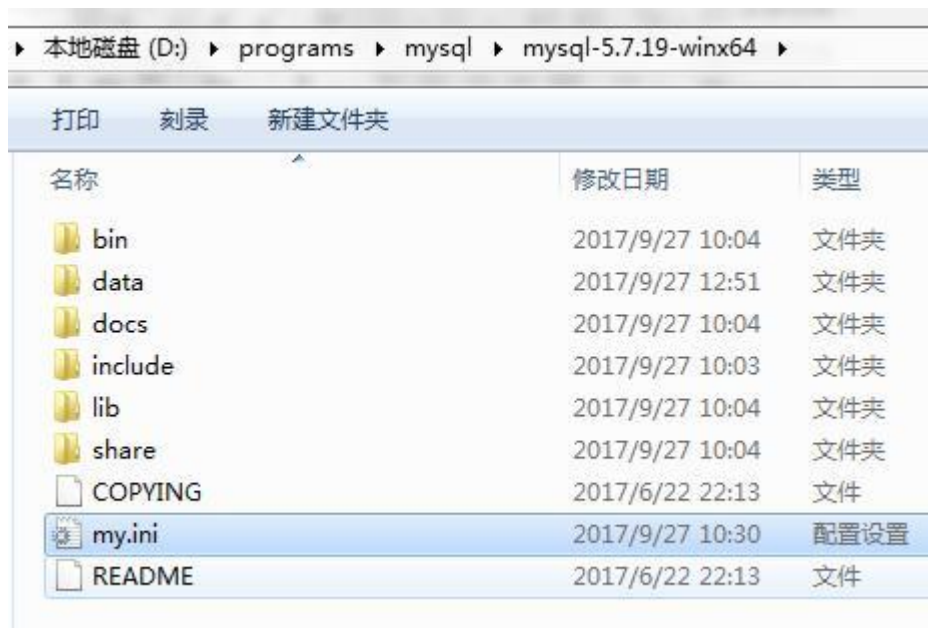 本地磁盘 (D:) programs mysql mysql-5.7.19-winx64
打印 刻录 新建文件夹
名称 修改日期 类型
bin 2017/9/27 10:04 文件夹
data 2017/9/27 12:51 文件夹
docs 2017/9/27 10:04 文件夹
include 2017/9/27 10:03 文件夹
lib 2017/9/27 10:04 文件夹
share 2017/9/27 10:04 文件夹
COPYING 2017/6/22 22:13 文件
my.ini 2017/9/27 10:30 配置设置
README 2017/6/22 22:13 文件